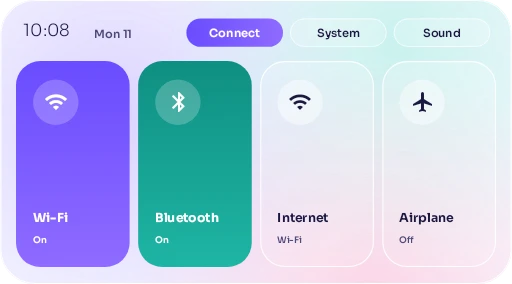 10:08 Mon 11 Connect System Sound
Wi-Fi Bluetooth Internet Airplane
On On Wi-Fi Off